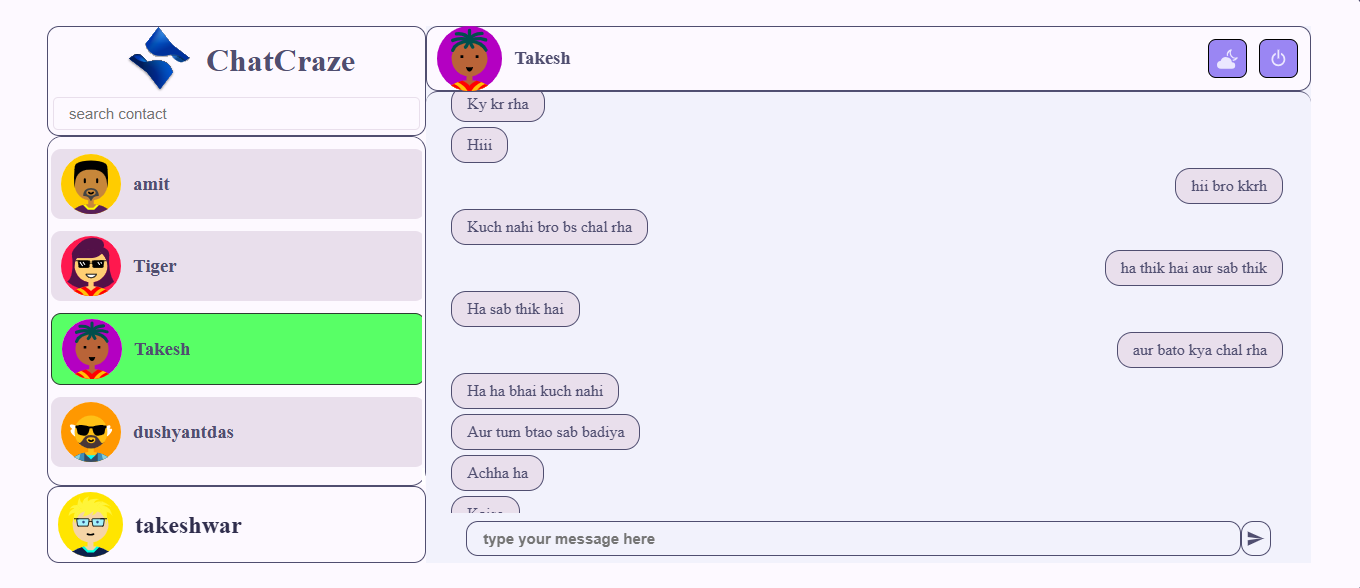 ChatCraze
search contact
amit
Tiger
Takesh
dushyantdas
takeshwar
Takesh
Ky kr rha
Hiii
hii bro kkrh
Kuch nahi bro bs chal rha
ha thik hai aur sab thik
Ha sab thik hai
aur bato kya chal rha
Ha ha bhai kuch nahi
Aur tum btao sab badiya
Achha ha
type your message here